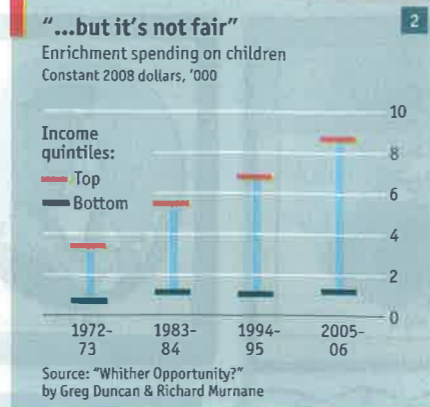 2
“...but it’s not fair”
Enrichment spending on children
Constant 2008 dollars, ’000
10
Income
quintiles:
Top
Bottom
8
6
4
2
0
1972-
73
1983-
84
1994-
95
2005-
06
Source: “Whither Opportunity?”
by Greg Duncan & Richard Murnane